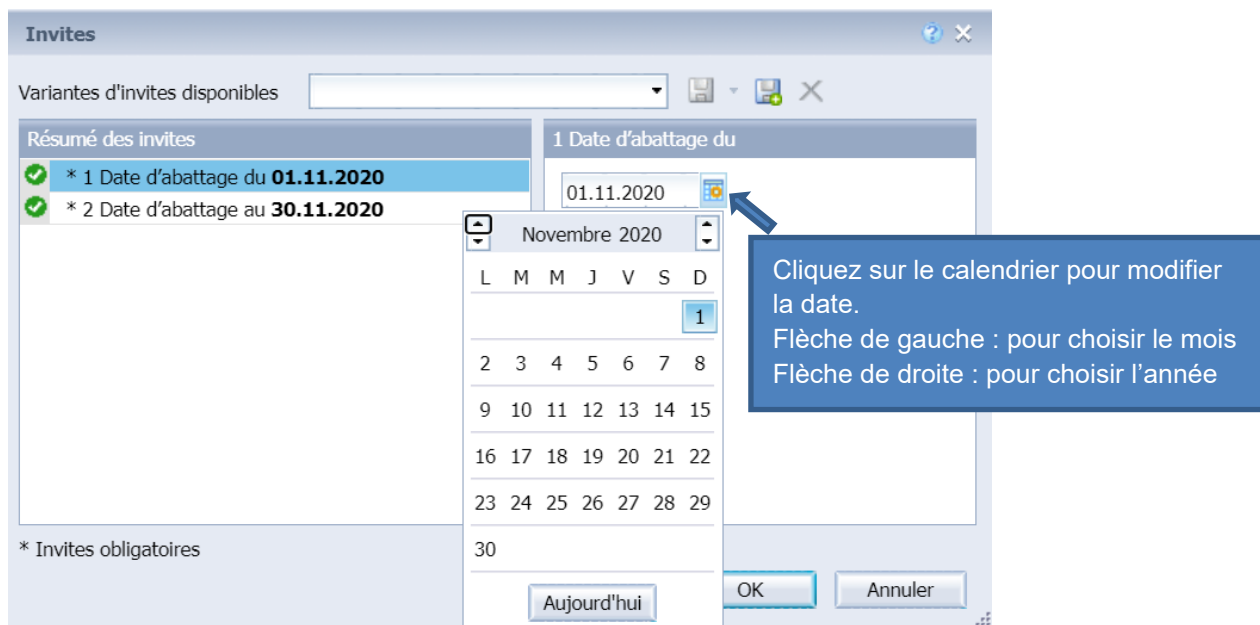 Invites
Variantes d'invites disponibles
Résumé des invites
1 Date d'abattage du
* 1 Date d'abattage du 01.11.2020
* 2 Date d'abattage au 30.11.2020
01.11.2020
Novembre 2020
L M M J V S D
1
2 3 4 5 6 7 8
9 10 11 12 13 14 15
16 17 18 19 20 21 22
23 24 25 26 27 28 29
30
Aujourd'hui
Cliquez sur le calendrier pour modifier
la date.
Flèche de gauche : pour choisir le mois
Flèche de droite : pour choisir l’année
* Invites obligatoires
OK
Annuler